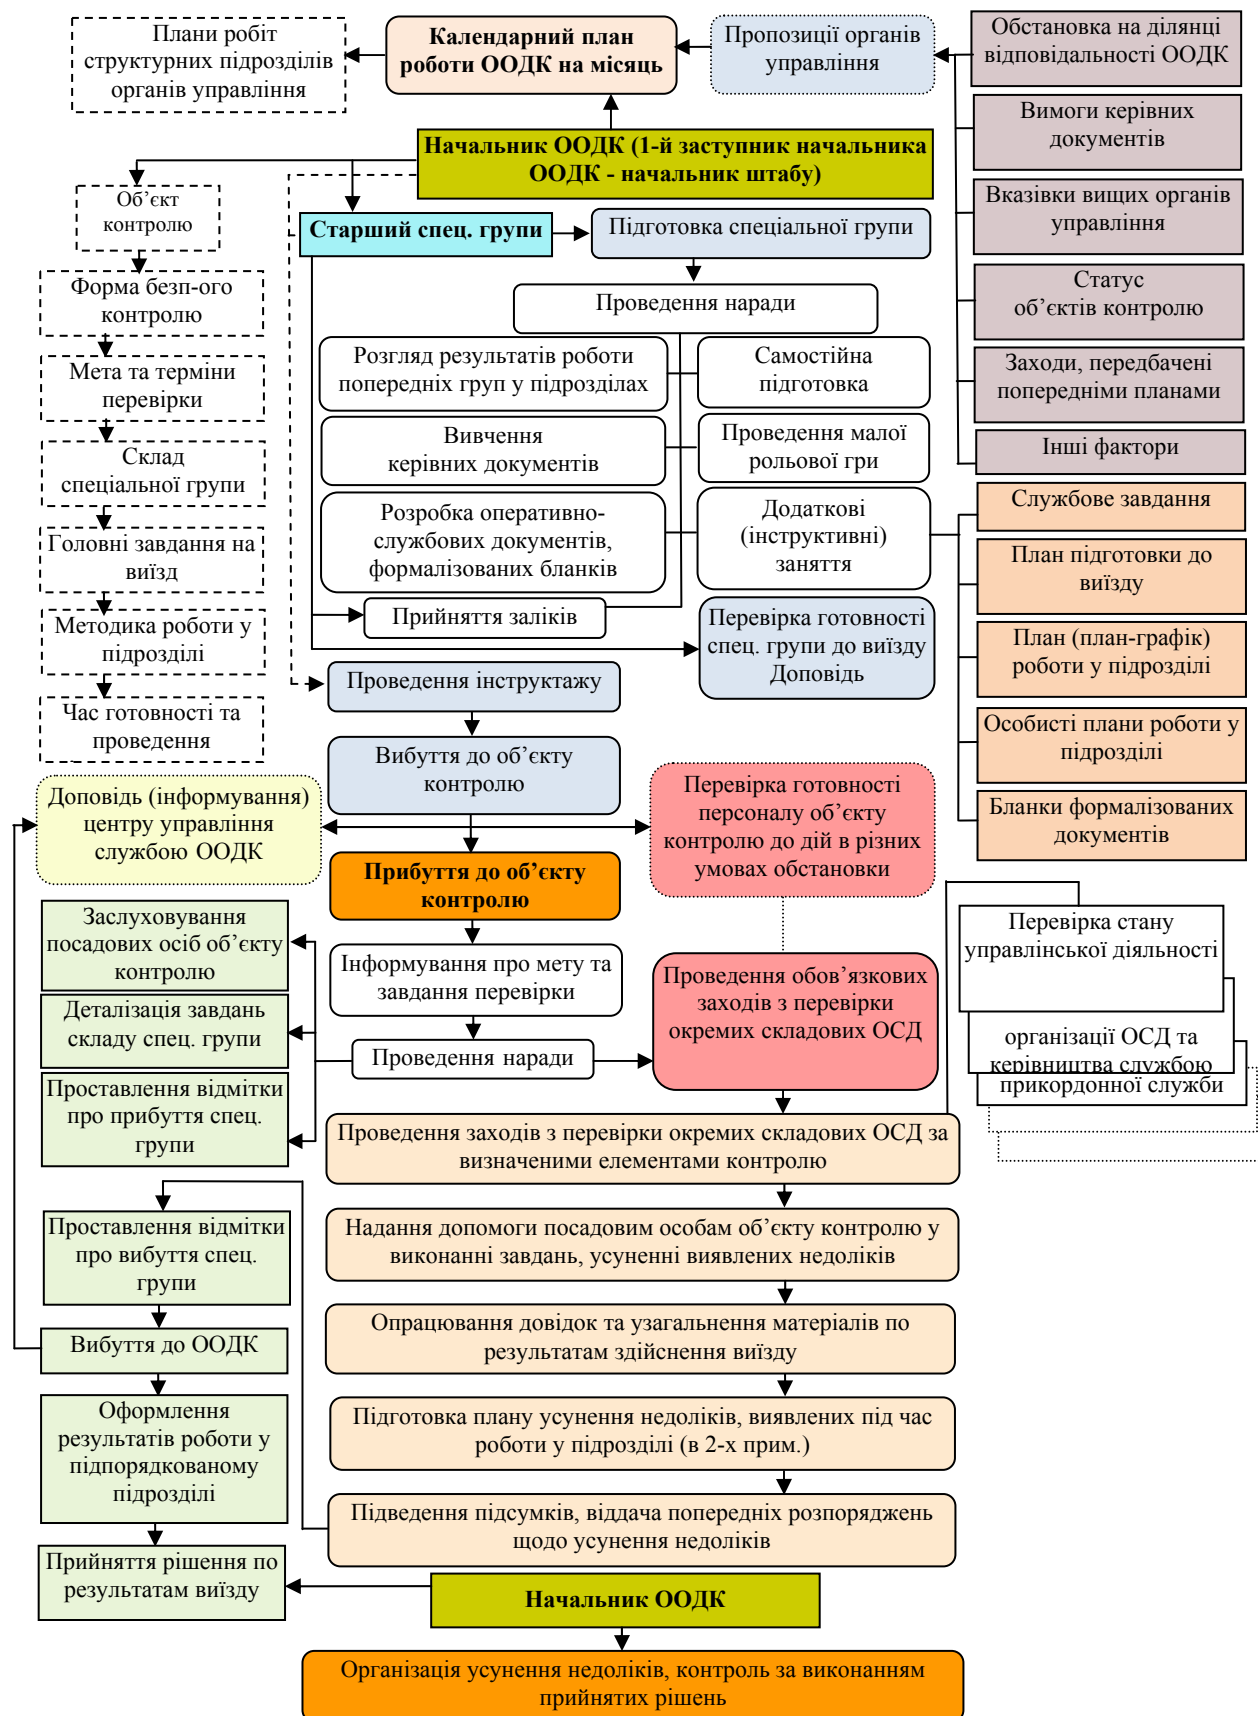 Плани робіт
структурних підрозділів
органів управління
Календарний план
роботи ООДК на місяць
Пропозиції органів
управління
Обстановка на ділянці
відповідальності ООДК
Вимоги керівних
документів
Вказівки вищих органів
управління
Статус
об’єктів контролю
Заходи, передбачені
попередніми планами
Інші фактори
Начальник ООДК (1-й заступник начальника
ООДК - начальник штабу)
Об’єкт
контролю
Форма безп-ого
контролю
Мета та терміни
перевірки
Склад
спеціальної групи
Головні завдання на
виїзд
Методика роботи у
підрозділі
Час готовності та
проведення
Старший спец. групи
Підготовка спеціальної групи
Проведення наради
Розгляд результатів роботи
попередніх груп у підрозділах
Самостійна
підготовка
Вивчення
керівних документів
Проведення малої
рольової гри
Розробка оперативно-
службових документів,
формалізованих бланків
Додаткові
(інструктивні)
заняття
Прийняття заліків
Перевірка готовності
спец. групи до виїзду
Доповідь
Службове завдання
План підготовки до
виїзду
План (план-графік)
роботи у підрозділі
Особисті плани роботи у
підрозділі
Бланки формалізованих
документів
Проведення інструктажу
Вибуття до об’єкту
контролю
Доповідь (інформування)
центру управління
службою ООДК
Перевірка готовності
персоналу об’єкту
контролю до дій в різних
умовах обстановки
Прибуття до об’єкту
контролю
Заслуховування
посадових осіб об’єкту
контролю
Деталізація завдань
складу спец. групи
Проставлення відмітки
про прибуття спец.
групи
Інформування про мету та
завдання перевірки
Проведення наради
Проведення обов’язкових
заходів з перевірки
окремих складових ОСД
Перевірка стану
управлінської діяльності
організації ОСД та
керівництва службою
прикордонної служби
Проведення заходів з перевірки окремих складових ОСД за
визначеними елементами контролю
Надання допомоги посадовим особам об’єкту контролю у
виконанні завдань, усуненні виявлених недоліків
Опрацювання довідок та узагальнення матеріалів по
результатам здійснення виїзду
Підготовка плану усунення недоліків, виявлених під час
роботи у підрозділі (в 2-х прим.)
Підведення підсумків, віддача попередніх розпоряджень
щодо усунення недоліків
Проставлення відмітки
про вибуття спец.
групи
Вибуття до ООДК
Оформлення
результатів роботи у
підпорядкованому
підрозділі
Прийняття рішення по
результатам виїзду
Начальник ООДК
Організація усунення недоліків, контроль за виконанням
прийнятих рішень